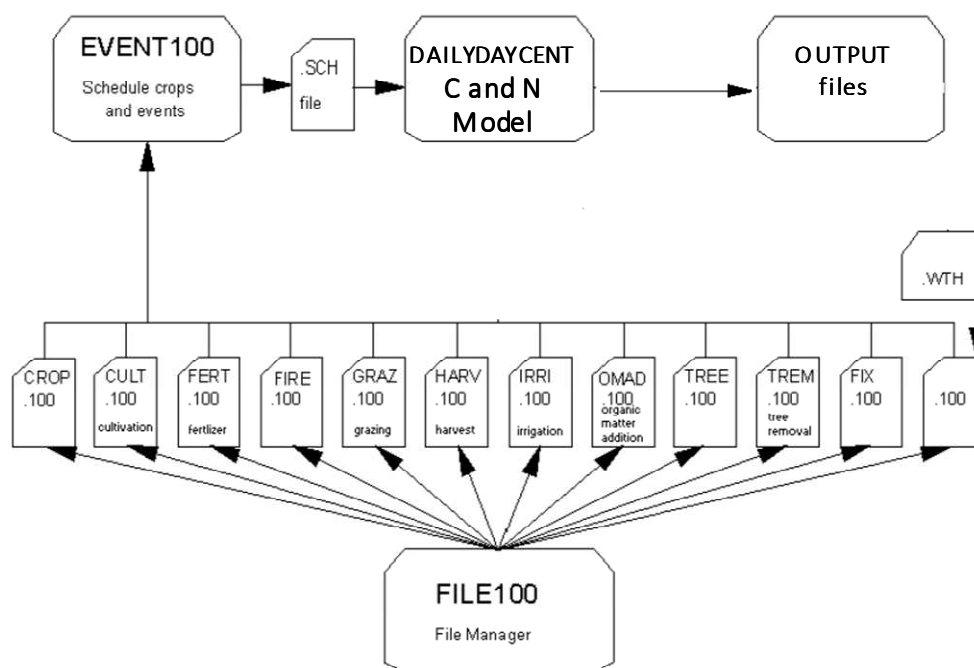 EVENT100
Schedule crops
and events
.SCH
file
DAILYDAYCENT
C and N
Model
OUTPUT
files
.WTH
CROP
.100
CULT
.100
cultivation
FERT
.100
fertlizer
FIRE
.100
GRAZ
.100
grazing
HARV
.100
harvest
IRRI
.100
irrigation
OMAD
.100
organic
matter
addition
TREE
.100
TREM
.100
tree
removal
FIX
.100
.100
FILE100
File Manager